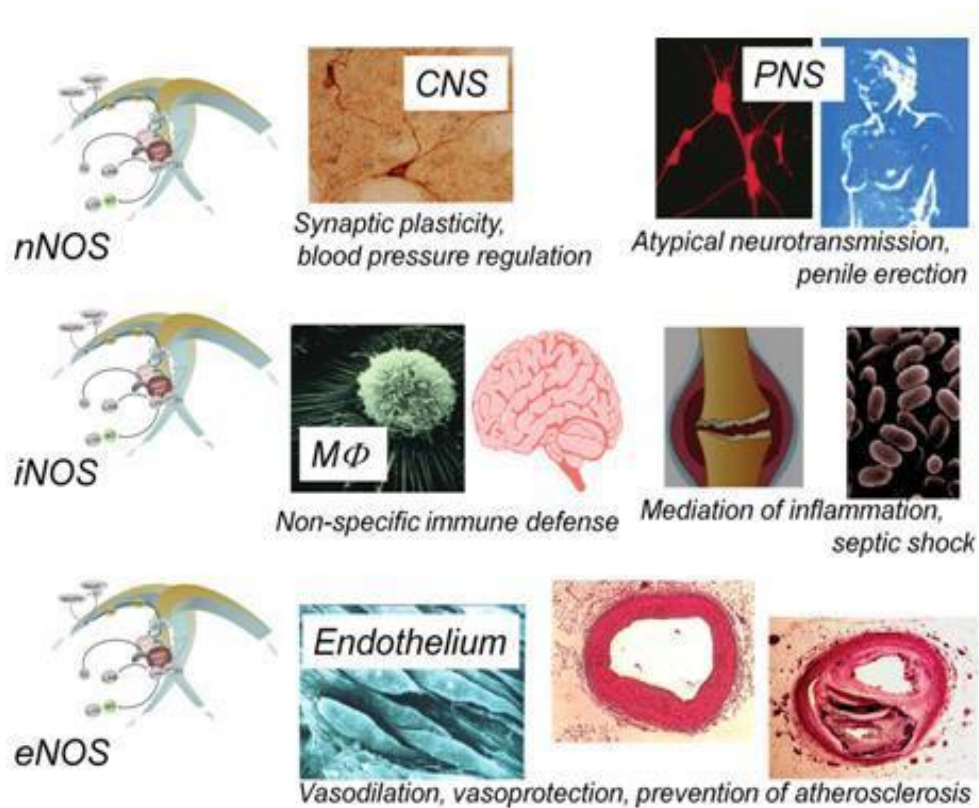 CNS
PNS
nNOS
Synaptic plasticity,
blood pressure regulation
Atypical neurotransmission,
penile erection
iNOS
MΦ
Non-specific immune defense
Mediation of inflammation,
septic shock
eNOS
Endothelium
Vasodilation, vasoprotection, prevention of atherosclerosis